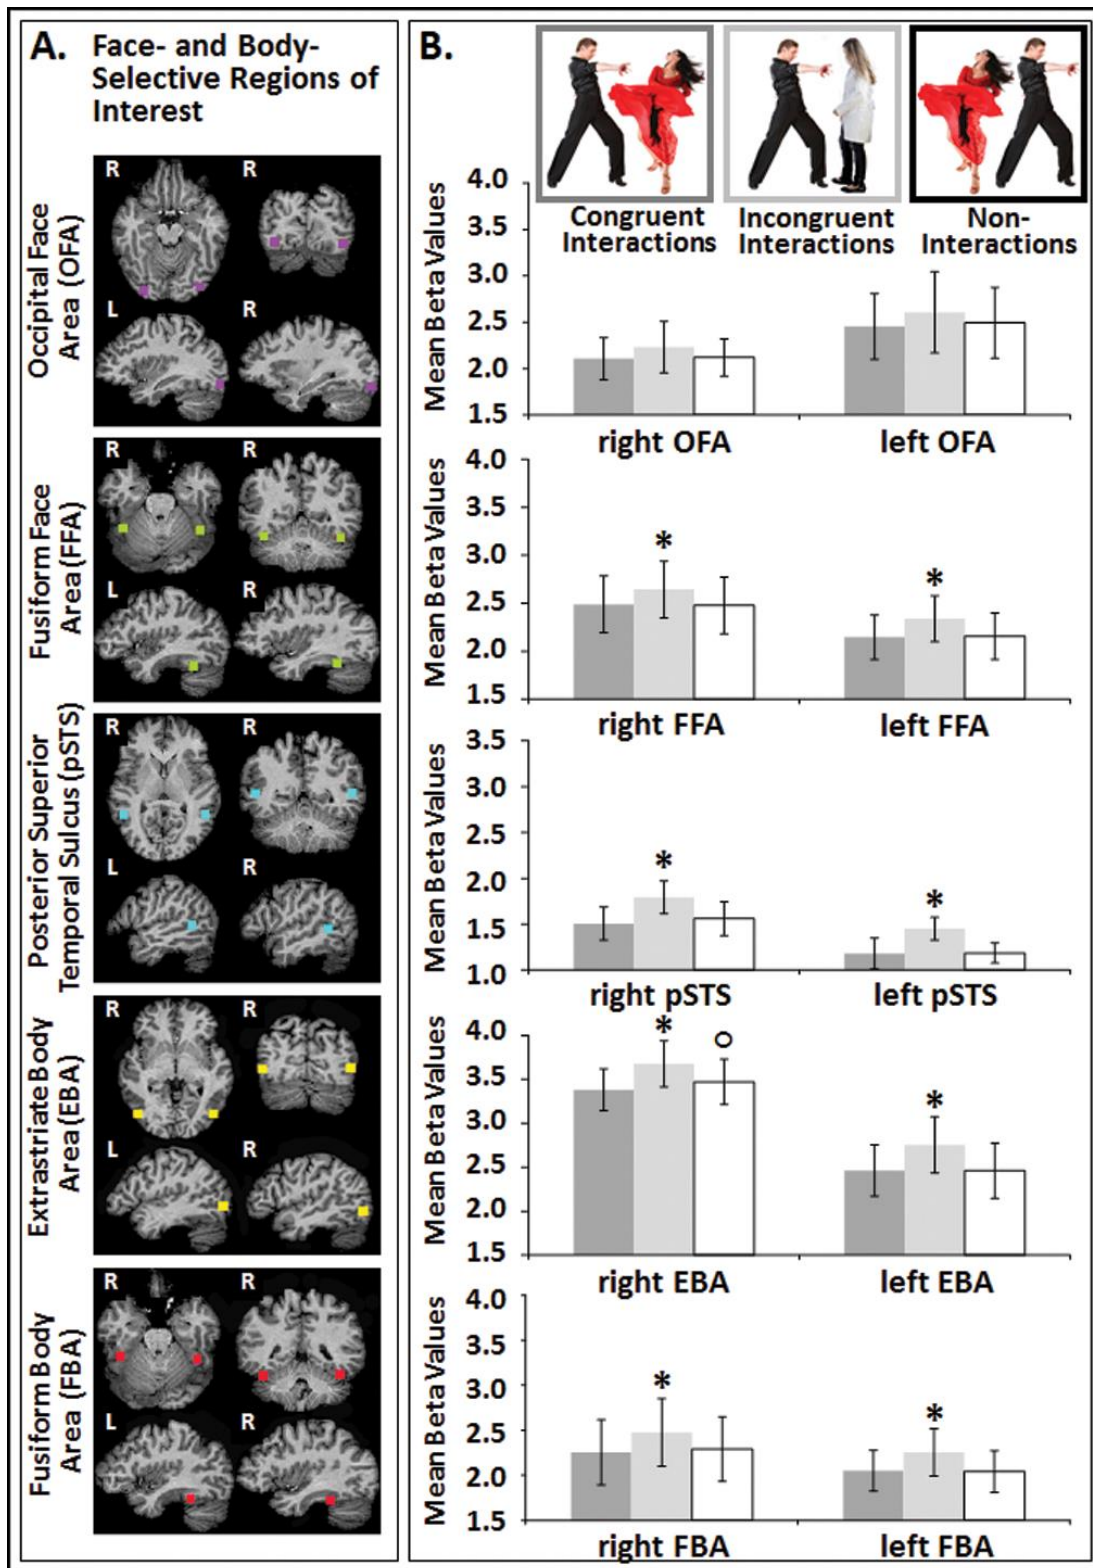 A. Face- and Body-
Selective Regions of
Interest
Occipital Face
Area (OFA)
R
R
L
R
Fusiform Face
Area (FFA)
R
R
L
R
Posterior Superior
Temporal Sulcus (pSTS)
R
R
L
R
Extrastriate Body
Area (EBA)
R
R
L
R
Fusiform Body
Area (FBA)
R
R
L
R
B.
Congruent
Interactions
Incongruent
Interactions
Non-
Interactions
Mean Beta Values
4.0
3.5
3.0
2.5
2.0
1.5
right OFA
left OFA
Mean Beta Values
4.0
3.5
3.0
2.5
2.0
1.5
*
*
right FFA
left FFA
Mean Beta Values
3.5
3.0
2.5
2.0
1.5
1.0
*
*
right pSTS
left pSTS
Mean Beta Values
4.0
3.5
3.0
2.5
2.0
1.5
*
*
right EBA
left EBA
Mean Beta Values
4.0
3.5
3.0
2.5
2.0
1.5
*
*
right FBA
left FBA